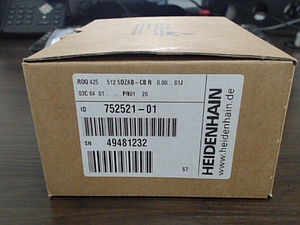 ROQ 425 512 5DZAB-C8 R 0.00 .. 01J
03C 64 01 .. ... PN01 20
ID 752521-01
SN 49481232
57
HEIDENHAIN
www.heidenhain.de